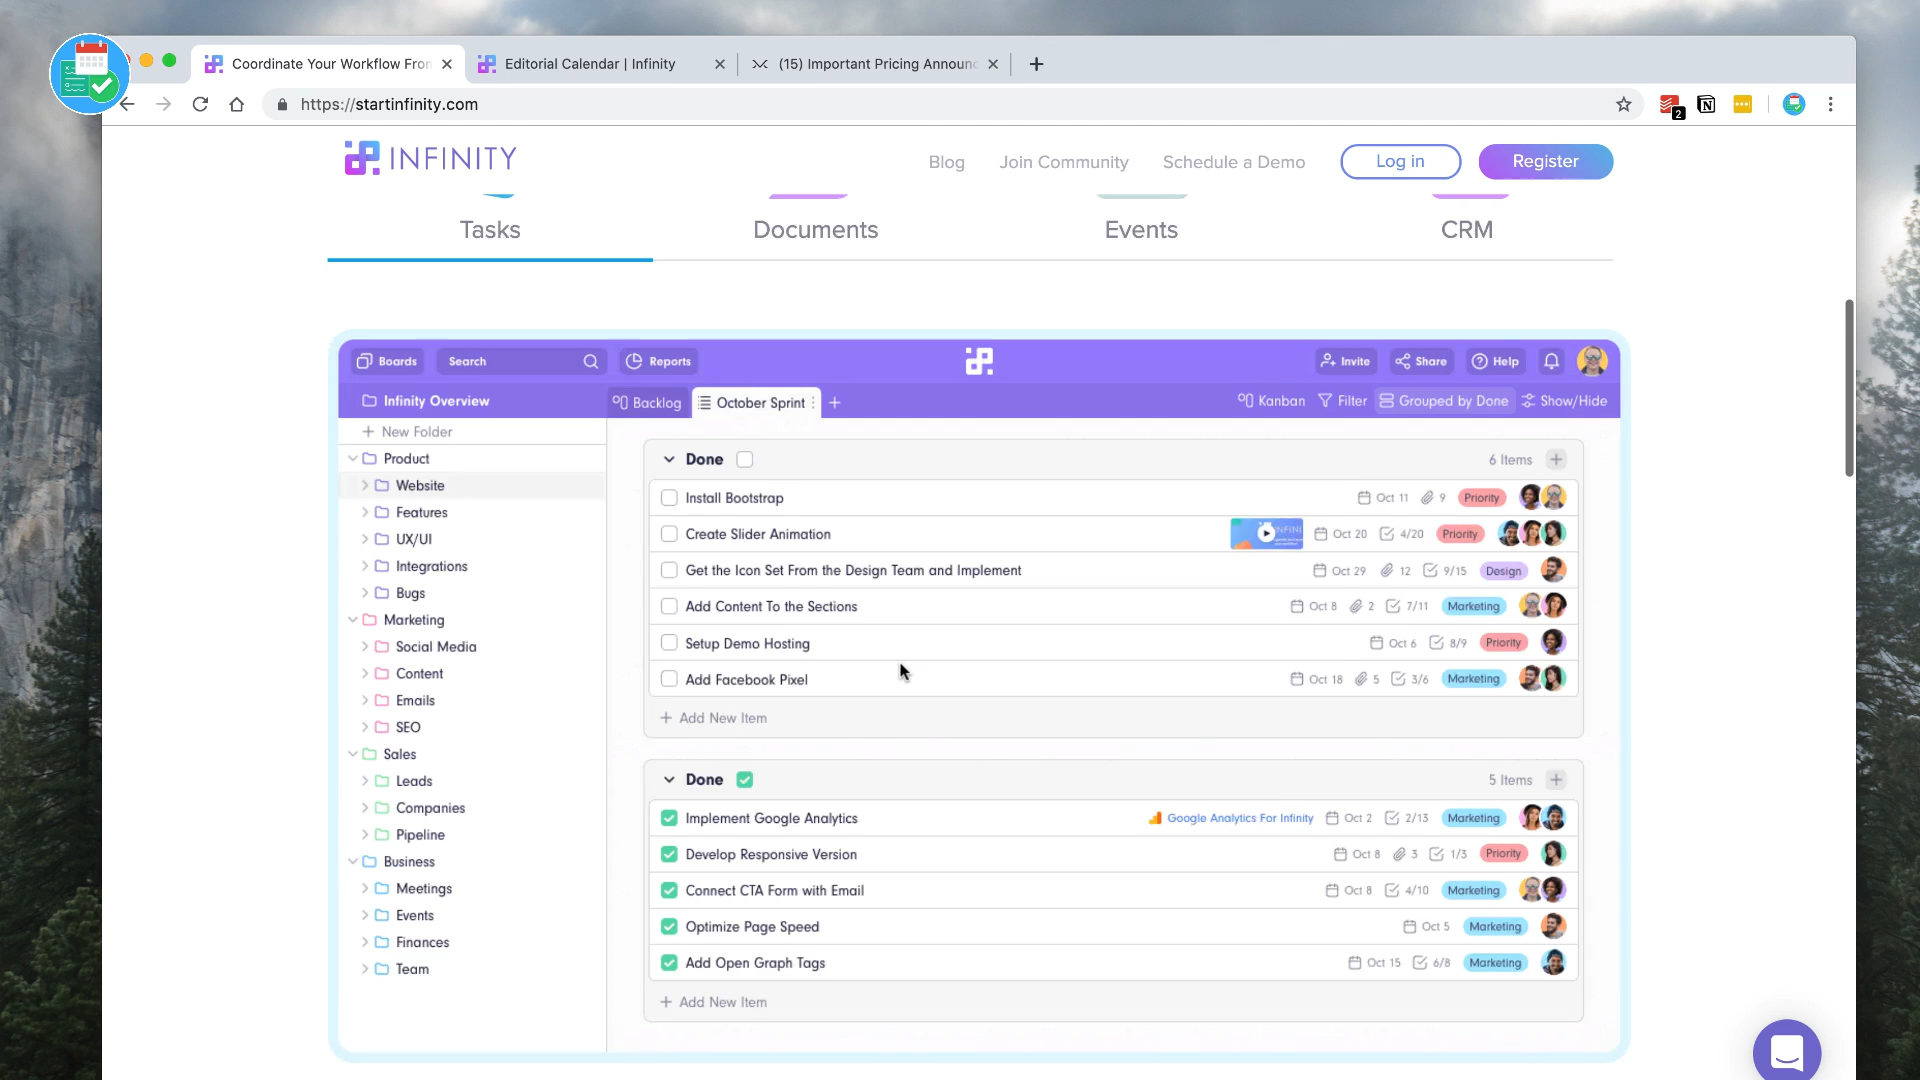 Coordinate Your Workflow Fron
Editorial Calendar | Infinity
(15) Important Pricing Announc
https://startinfinity.com
2
INFINITY
Blog
Join Community
Schedule a Demo
Log in
Register
Tasks
Documents
Events
CRM
Boards
Search
Reports
Invite
Share
Help
Infinity Overview
Backlog
October Sprint
Kanban
Filter
Grouped by Done
Show/Hide
New Folder
Product
Website
Features
UX/UI
Integrations
Bugs
Marketing
Social Media
Content
Emails
SEO
Sales
Leads
Companies
Pipeline
Business
Meetings
Events
Finances
Team
Done 6 Items
Install Bootstrap Oct 11 9 Priority
Create Slider Animation Oct 20 4/20 Priority
Get the Icon Set From the Design Team and Implement Oct 29 12 9/15 Design
Add Content To the Sections Oct 8 2 7/11 Marketing
Setup Demo Hosting Oct 6 8/9 Priority
Add Facebook Pixel Oct 18 5 3/6 Marketing
Add New Item
Done 5 Items
Implement Google Analytics Google Analytics For Infinity Oct 2 2/13 Marketing
Develop Responsive Version Oct 8 3 1/3 Priority
Connect CTA Form with Email Oct 8 4/10 Marketing
Optimize Page Speed Oct 5 Marketing
Add Open Graph Tags Oct 15 6/8 Marketing
Add New Item